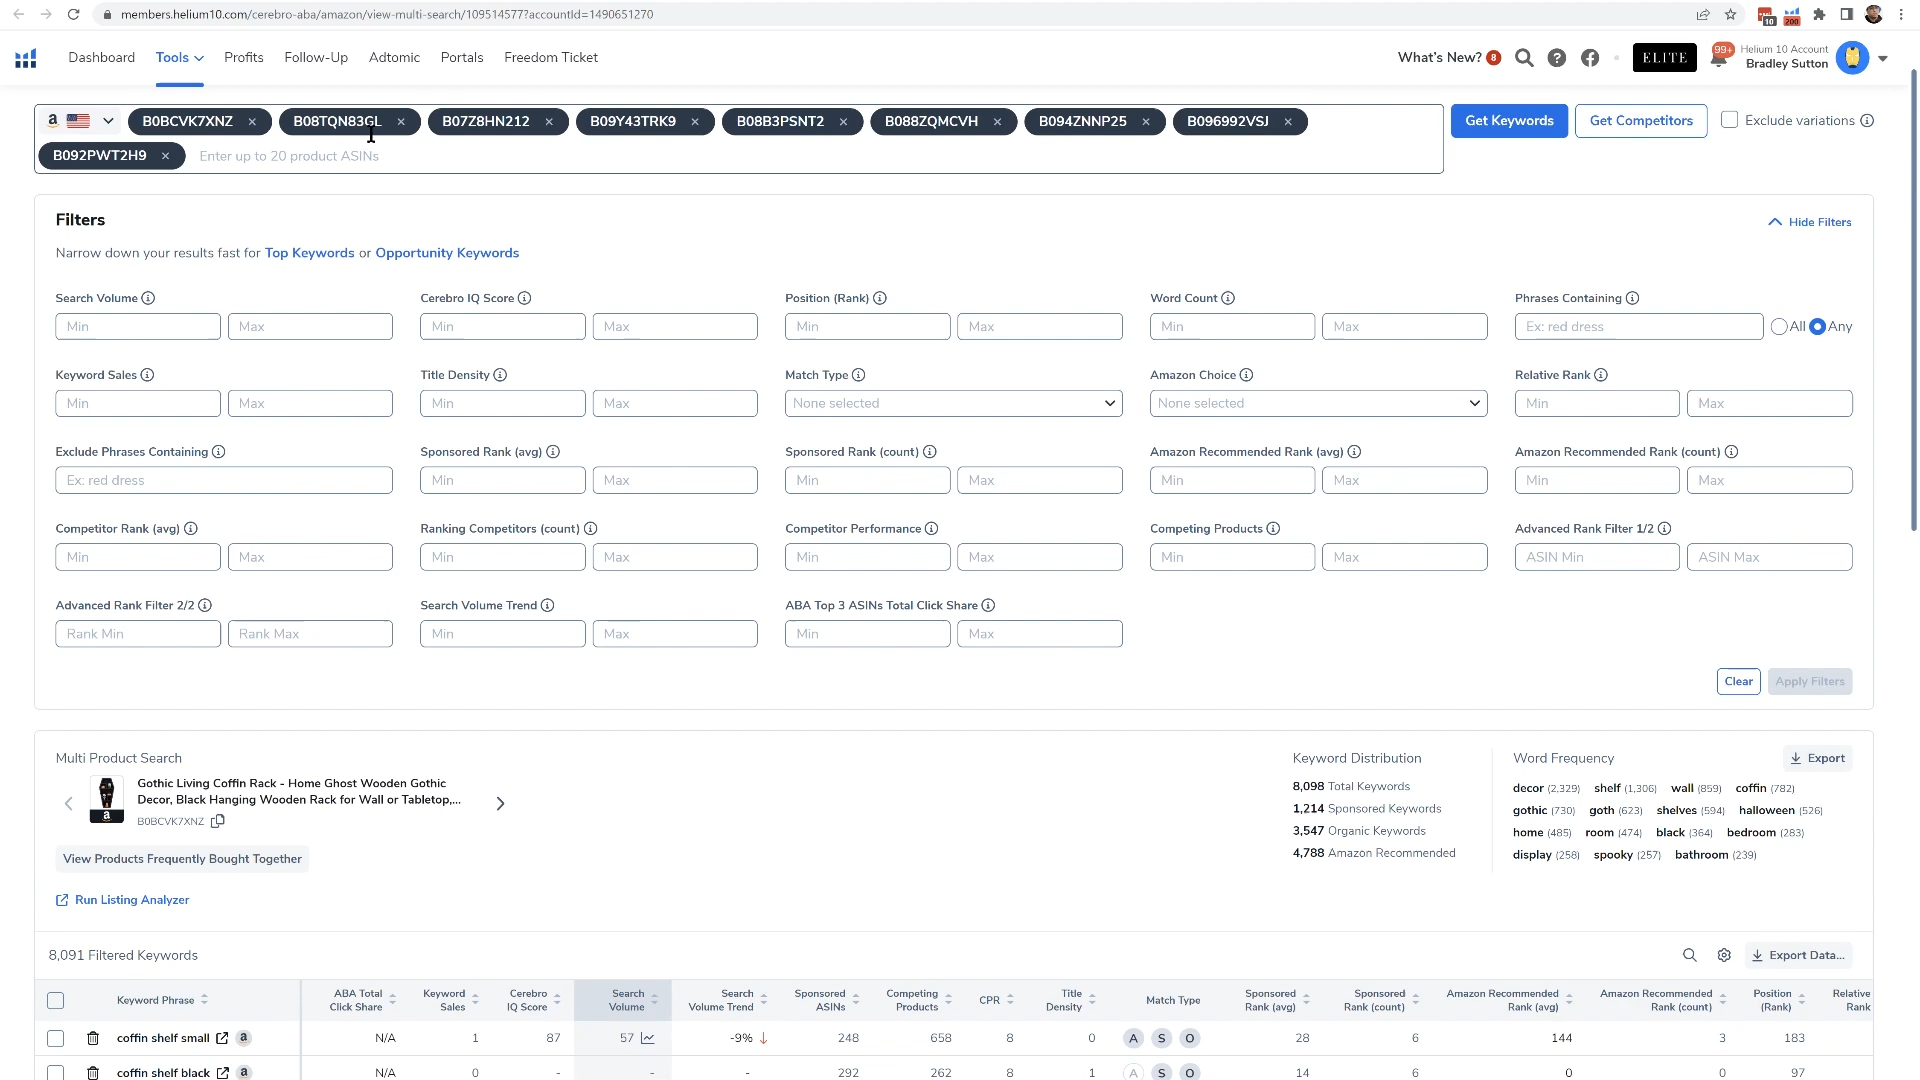 members.helium10.com/cerebro-aba/amazon/view-multi-search/109514577?accountId=1490651270
10
200
Dashboard Tools Profits Follow-Up Adtomic Portals Freedom Ticket
What's New? 8 ELITE 99+ Helium 10 Account
Bradley Sutton
B0BCVK7XNZ × B08TQN83GL × B07Z8HN212 × B09Y43TRK9 × B08B3PSNT2 × B088ZQMCVH × B094ZNNP25 × B096992VSJ ×
B092PWT2H9 × Enter up to 20 product ASINs
Get Keywords Get Competitors Exclude variations
Filters
Hide Filters
Narrow down your results fast for Top Keywords or Opportunity Keywords
Search Volume Cerebro IQ Score Position (Rank) Word Count Phrases Containing
Min Max Min Max Min Max Min Max Ex: red dress All Any
Keyword Sales Title Density Match Type Amazon Choice Relative Rank
Min Max Min Max None selected None selected Min Max
Exclude Phrases Containing Sponsored Rank (avg) Sponsored Rank (count) Amazon Recommended Rank (avg) Amazon Recommended Rank (count)
Ex: red dress Min Max Min Max Min Max Min Max
Competitor Rank (avg) Ranking Competitors (count) Competitor Performance Competing Products Advanced Rank Filter 1/2
Min Max Min Max Min Max Min Max ASIN Min ASIN Max
Advanced Rank Filter 2/2 Search Volume Trend ABA Top 3 ASINs Total Click Share
Rank Min Rank Max Min Max Min Max
Clear Apply Filters
Multi Product Search
Gothic Living Coffin Rack - Home Ghost Wooden Gothic
Decor, Black Hanging Wooden Rack for Wall or Tabletop,...
B0BCVK7XNZ
View Products Frequently Bought Together
Run Listing Analyzer
Keyword Distribution
8,098 Total Keywords
1,214 Sponsored Keywords
3,547 Organic Keywords
4,788 Amazon Recommended
Word Frequency Export
decor (2,329) shelf (1,306) wall (859) coffin (782)
gothic (730) goth (623) shelves (594) halloween (526)
home (485) room (474) black (364) bedroom (283)
display (258) spooky (257) bathroom (239)
8,091 Filtered Keywords Export Data...
Keyword Phrase ABA Total Click Share Keyword Sales Cerebro IQ Score Search Volume Search Volume Trend Sponsored ASINs Competing Products CPR Title Density Match Type Sponsored Rank (avg) Sponsored Rank (count) Amazon Recommended Rank (avg) Amazon Recommended Rank (count) Position (Rank) Relative Rank
coffin shelf small a N/A 1 87 57 -9% 248 658 8 0 A S O 28 6 144 3 183
coffin shelf black a N/A 0 - - - 292 262 8 1 A S O 14 6 0 0 97